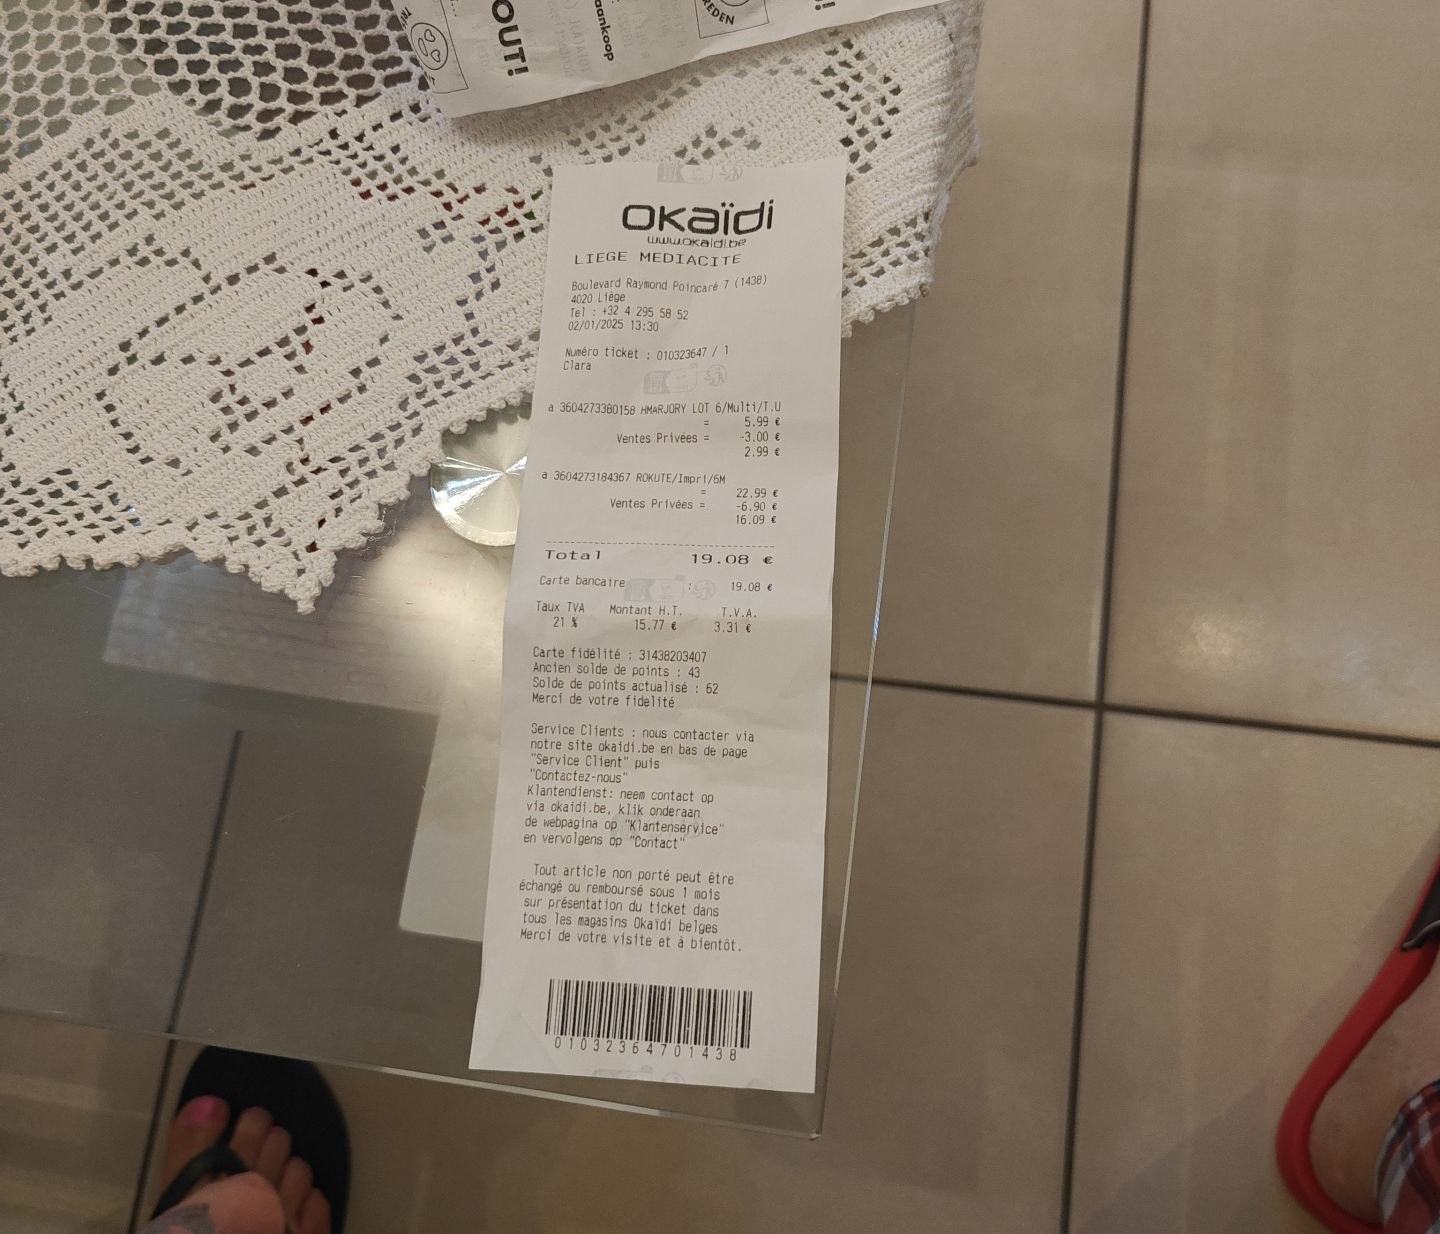 OUT!
aankoop
REDEN
OKAÏDI
www.okaidi.be
LIEGE MEDIACITE
Boulevard Raymond Poincaré 7 (1438)
4020 Liège
Tel : +32 4 295 58 52
02/01/2025 13:30
Numéro ticket : 010323647 / 1
Clara
a 3604273380158 HMARJORY LOT 6/Multi/T.U
= 5.99 €
Ventes Privées = -3.00 €
2.99 €
a 3604273184367 ROKUTE/Impri/6M
= 22.99 €
Ventes Privées = -6.90 €
16.09 €
Total 19.08 €
Carte bancaire : 19.08 €
Taux TVA Montant H.T. T.V.A.
21 % 15.77 € 3.31 €
Carte fidélité : 31438203407
Ancien solde de points : 43
Solde de points actualisé : 62
Merci de votre fidelité
Service Clients : nous contacter via
notre site okaidi.be en bas de page
"Service Client" puis
"Contactez-nous"
Klantendienst: neem contact op
via okaidi.be, klik onderaan
de webpagina op "Klantenservice"
en vervolgens op "Contact"
Tout article non porté peut être
échangé ou remboursé sous 1 mois
sur présentation du ticket dans
tous les magasins Okaïdi belges
Merci de votre visite et à bientôt.
01032364701438